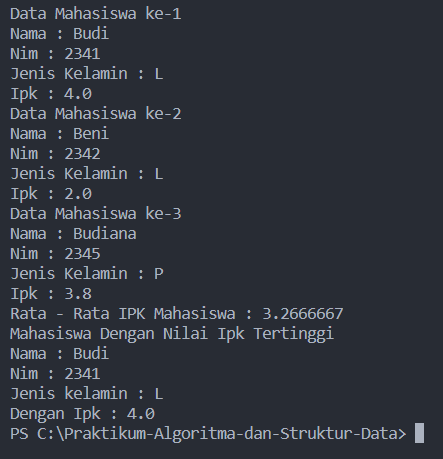 Data Mahasiswa ke-1
Nama : Budi
Nim : 2341
Jenis Kelamin : L
Ipk : 4.0
Data Mahasiswa ke-2
Nama : Beni
Nim : 2342
Jenis Kelamin : L
Ipk : 2.0
Data Mahasiswa ke-3
Nama : Budiana
Nim : 2345
Jenis Kelamin : P
Ipk : 3.8
Rata - Rata IPK Mahasiswa : 3.2666667
Mahasiswa Dengan Nilai Ipk Tertinggi
Nama : Budi
Nim : 2341
Jenis kelamin : L
Dengan Ipk : 4.0
PS C:\Praktikum-Algoritma-dan-Struktur-Data>